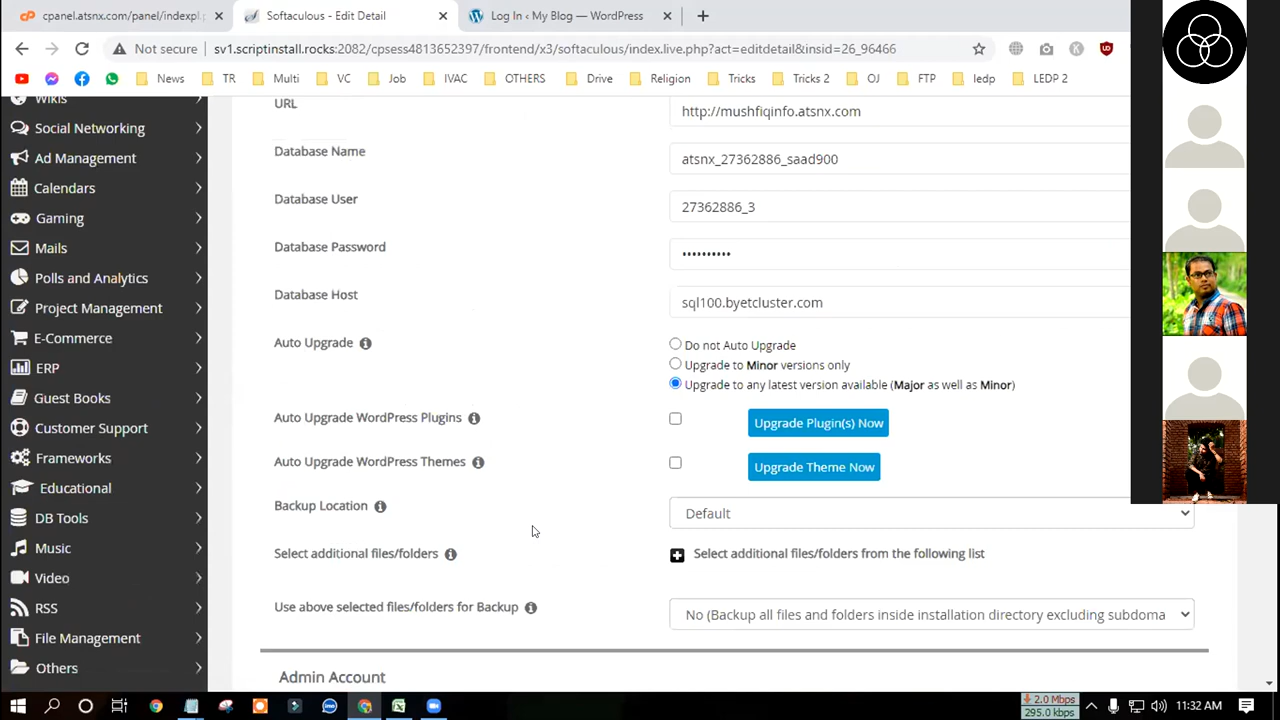 cpanel.atsnx.com/panel/indexpl.p
Softaculous - Edit Detail
Log In ‹ My Blog — WordPress
Not secure
sv1.scriptinstall.rocks:2082/cpsess4813652397/frontend/x3/softaculous/index.live.php?act=editdetail&insid=26_96466
News
TR
Multi
VC
Job
IVAC
OTHERS
Drive
Religion
Tricks
Tricks 2
OJ
FTP
ledp
LEDP 2
Wikis
Social Networking
Ad Management
Calendars
Gaming
Mails
Polls and Analytics
Project Management
E-Commerce
ERP
Guest Books
Customer Support
Frameworks
Educational
DB Tools
Music
Video
RSS
File Management
Others
URL
http://mushfiqinfo.atsnx.com
Database Name
atsnx_27362886_saad900
Database User
27362886_3
Database Password
••••••••••
Database Host
sql100.byetcluster.com
Auto Upgrade
Do not Auto Upgrade
Upgrade to Minor versions only
Upgrade to any latest version available (Major as well as Minor)
Auto Upgrade WordPress Plugins
Upgrade Plugin(s) Now
Auto Upgrade WordPress Themes
Upgrade Theme Now
Backup Location
Default
Select additional files/folders
Select additional files/folders from the following list
Use above selected files/folders for Backup
No (Backup all files and folders inside installation directory excluding subdoma
Admin Account
2.0 Mbps
295.0 kbps
11:32 AM